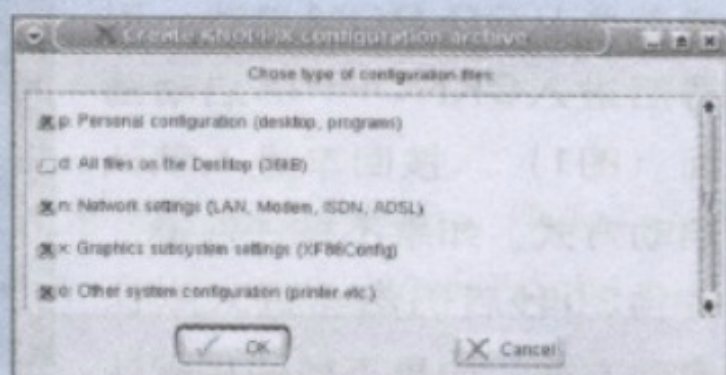 Create KNOPPIX configuration archive
Chose type of configuration files:
p: Personal configuration (desktop, programs)
d: All files on the Desktop (36kB)
n: Network settings (LAN, Modem, ISDN, ADSL)
x: Graphics subsystem settings (XF86Config)
o: Other system configuration (printer etc.)
OK
Cancel